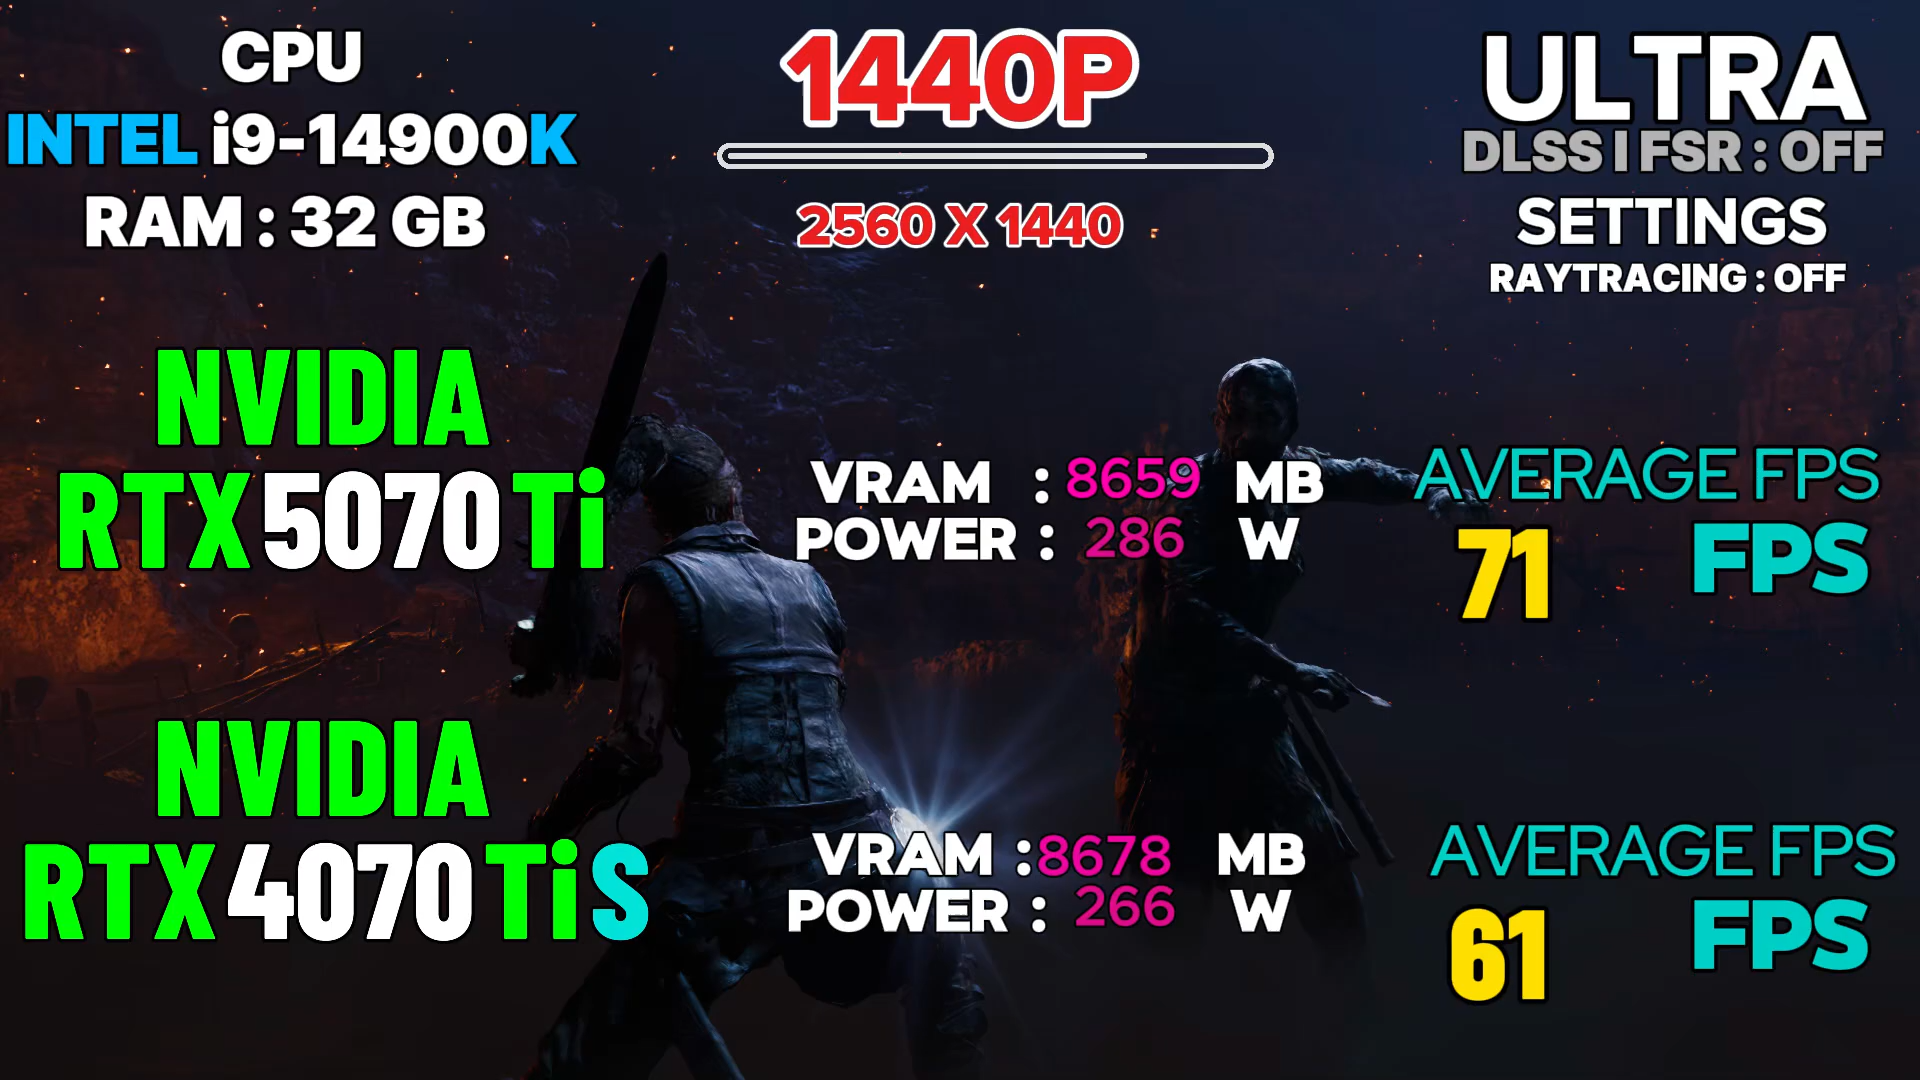 CPU
INTEL i9-14900K
RAM : 32 GB
1440P
2560 X 1440
ULTRA
DLSS | FSR : OFF
SETTINGS
RAYTRACING : OFF
NVIDIA
RTX 5070 Ti
VRAM : 8659 MB
POWER : 286 W
AVERAGE FPS
71 FPS
NVIDIA
RTX 4070 Ti S
VRAM : 8678 MB
POWER : 266 W
AVERAGE FPS
61 FPS